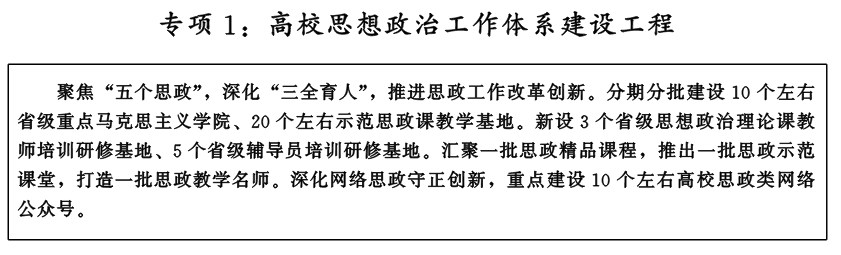 专项 1：高校思想政治工作体系建设工程
聚焦“五个思政”，深化“三全育人”，推进思政工作改革创新。分期分批建设 10 个左右
省级重点马克思主义学院、20 个左右示范思政课教学基地。新设 3 个省级思想政治理论课教
师培训研修基地、5 个省级辅导员培训研修基地。汇聚一批思政精品课程，推出一批思政示范
课堂，打造一批思政教学名师。深化网络思政守正创新，重点建设 10 个左右高校思政类网络
公众号。